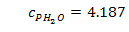 c_{PH_2O} = 4.187